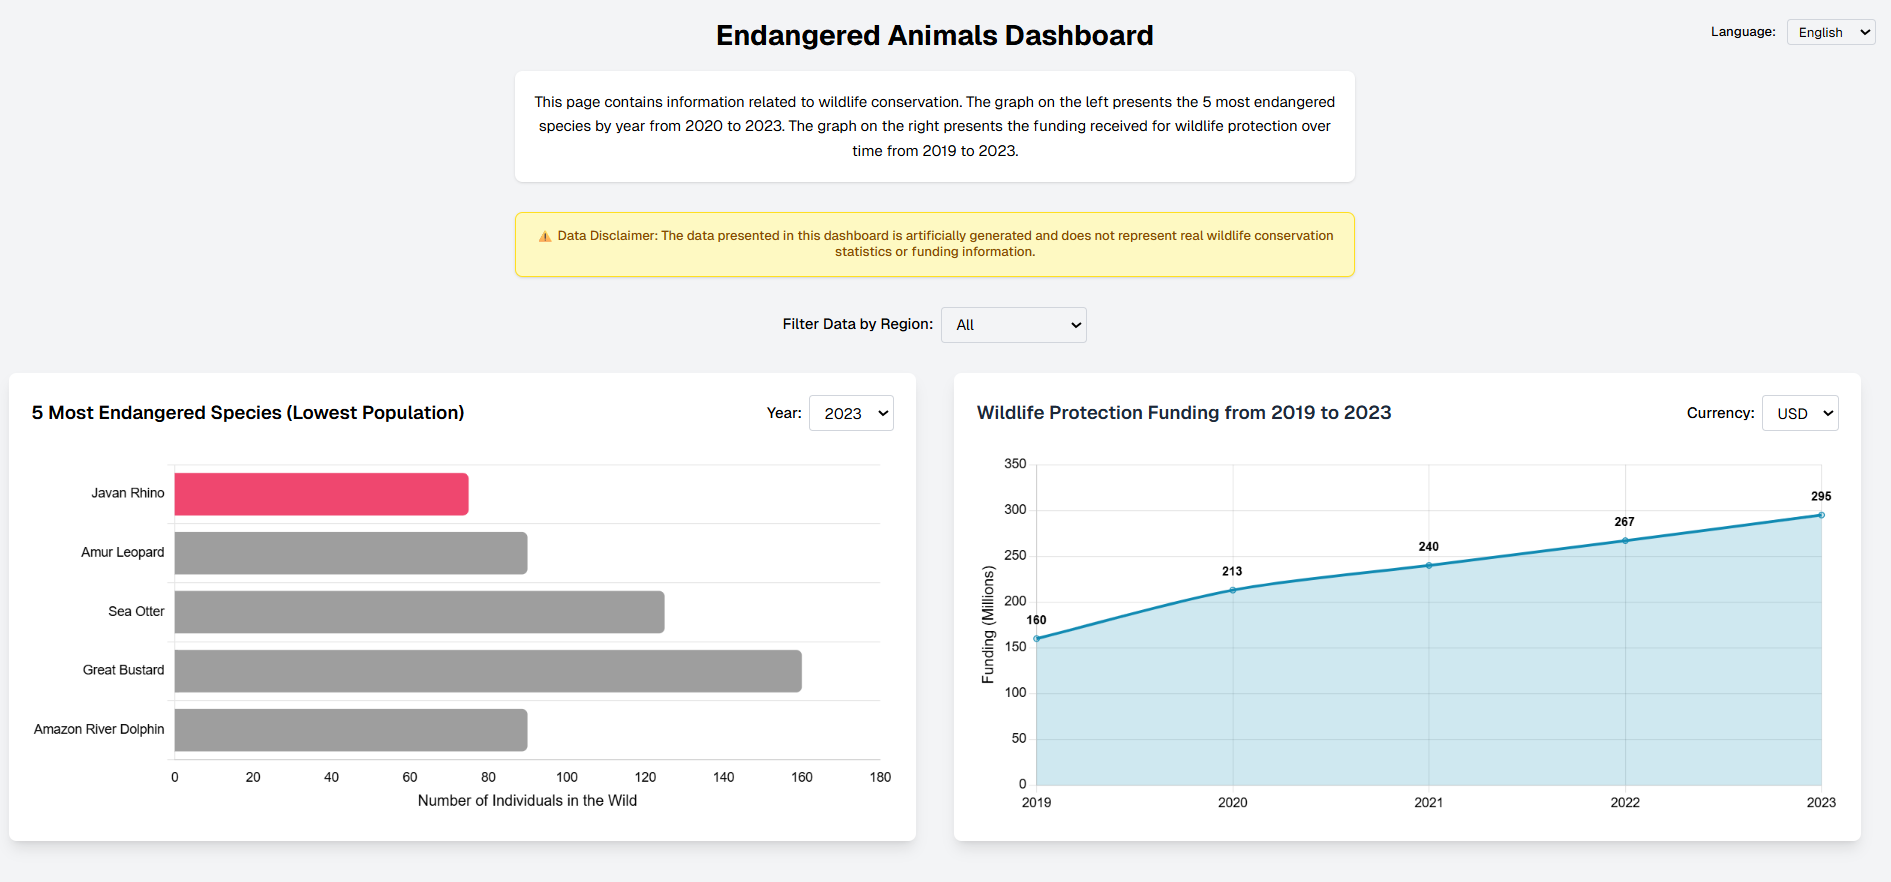 Endangered Animals Dashboard
Language: English
This page contains information related to wildlife conservation. The graph on the left presents the 5 most endangered
species by year from 2020 to 2023. The graph on the right presents the funding received for wildlife protection over
time from 2019 to 2023.
⚠️ Data Disclaimer: The data presented in this dashboard is artificially generated and does not represent real wildlife conservation
statistics or funding information.
Filter Data by Region: All
5 Most Endangered Species (Lowest Population)
Year: 2023
Javan Rhino
Amur Leopard
Sea Otter
Great Bustard
Amazon River Dolphin
0 20 40 60 80 100 120 140 160 180
Number of Individuals in the Wild
Wildlife Protection Funding from 2019 to 2023
Currency: USD
Funding (Millions)
350
300
250
200
150
100
50
0
160
213
240
267
295
2019 2020 2021 2022 2023